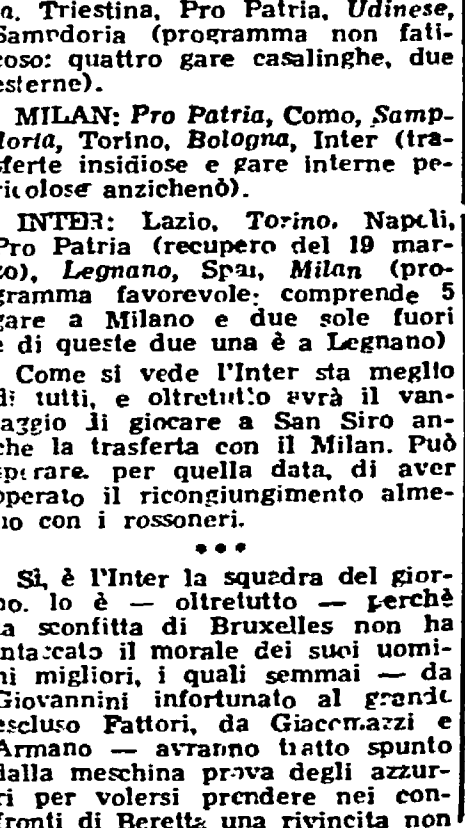 a. Triestina, Pro Patria, Udinese,
Sampdoria (programma non fati-
coso: quattro gare casalinghe, due
esterne).
MILAN: Pro Patria, Como, Samp-
doria, Torino, Bologna, Inter (tra-
sferte insidiose e gare interne pe-
ricolose anzichenò).
INTER: Lazio, Torino, Napoli,
Pro Patria (recupero del 19 mar-
zo), Legnano, Spal, Milan (pro-
gramma favorevole: comprende 5
gare a Milano e due sole fuori
e di queste due una è a Legnano)
Come si vede l'Inter sta meglio
di tutti, e oltretutto avrà il van-
taggio di giocare a San Siro an-
che la trasferta con il Milan. Può
sperare, per quella data, di aver
operato il ricongiungimento alme-
no con i rossoneri.
•••
Sì, è l'Inter la squadra del gior-
no. lo è — oltretutto — perchè
la sconfitta di Bruxelles non ha
intaccato il morale dei suoi uomi-
ni migliori, i quali semmai — da
Giovannini infortunato al grande
escluso Fattori, da Giacomazzi e
Armano — avranno tratto spunto
dalla meschina prova degli azzur-
ri per volersi prendere nei con-
fronti di Beretta una rivincita non